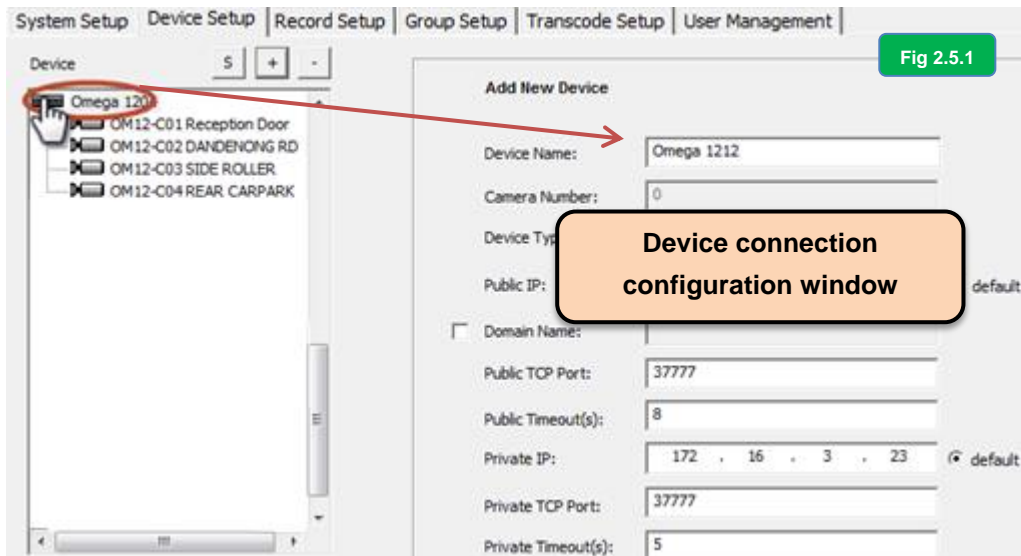 System Setup Device Setup Record Setup Group Setup Transcode Setup User Management
Fig 2.5.1
Device S + -
Omega
OM12-C01 Reception Door
OM12-C02 DANDENONG RD
OM12-C03 SIDE ROLLER
OM12-C04 REAR CARPARK
Add New Device
Device Name: Omega 1212
Camera Number: 0
Device
Device connection
configuration window
Public IP: default
Domain Name:
Public TCP Port: 37777
Public Timeout(s): 8
Private IP: 172 . 16 . 3 . 23 default
Private TCP Port: 37777
Private Timeout(s): 5